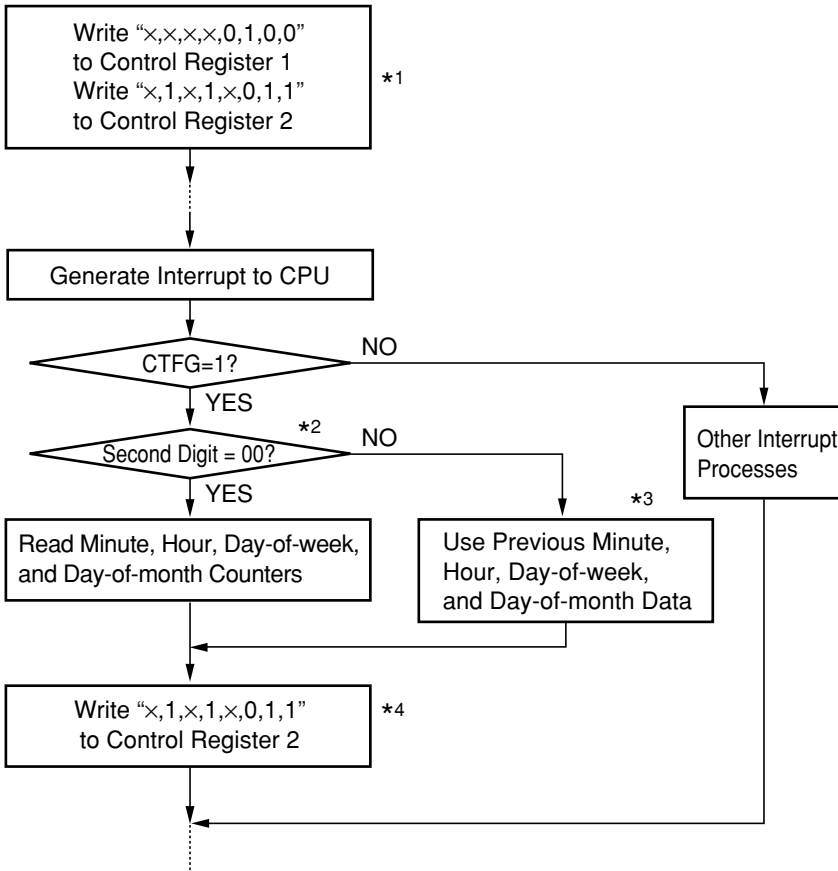 Write “×,×,×,×,0,1,0,0”
to Control Register 1
Write “×,1,×,1,×,0,1,1”
to Control Register 2
*1
Generate Interrupt to CPU
CTFG=1?
NO
YES
*2
Second Digit = 00?
NO
YES
Other Interrupt
Processes
*3
Read Minute, Hour, Day-of-week,
and Day-of-month Counters
Use Previous Minute,
Hour, Day-of-week,
and Day-of-month Data
Write “×,1,×,1,×,0,1,1”
to Control Register 2
*4